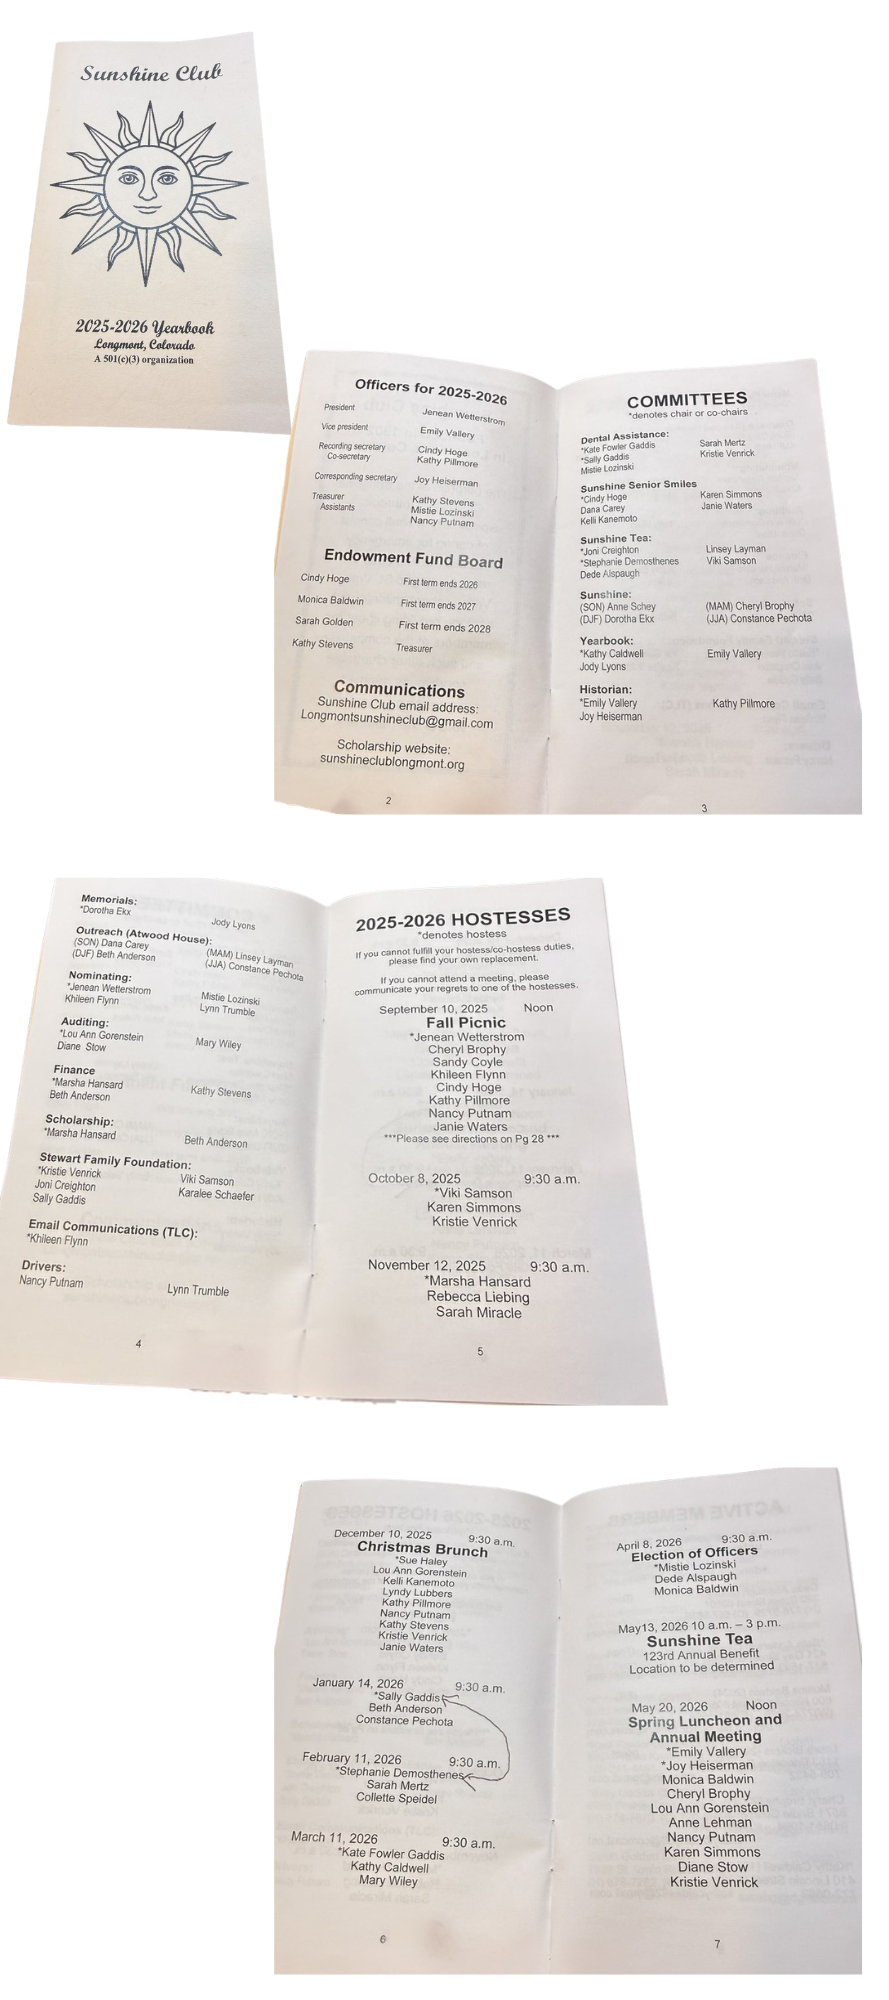 Sunshine Club
2025-2026 Yearbook
Longmont, Colorado
A 501(c)(3) organization
Officers for 2025-2026
President Jenean Wetterstrom
Vice president Emily Vallery
Recording secretary Cindy Hoge
Co-secretary Kathy Pillmore
Corresponding secretary Joy Heiserman
Treasurer Kathy Stevens
Assistants Mistie Lozinski
Nancy Putnam
Endowment Fund Board
Cindy Hoge First term ends 2026
Monica Baldwin First term ends 2027
Sarah Golden First term ends 2028
Kathy Stevens Treasurer
Communications
Sunshine Club email address:
Longmontsunshineclub@gmail.com
Scholarship website:
sunshineclublongmont.org
2
COMMITTEES
*denotes chair or co-chairs
Dental Assistance:
*Kate Fowler Gaddis Sarah Mertz
*Sally Gaddis Kristie Venrick
Mistie Lozinski
Sunshine Senior Smiles
*Cindy Hoge Karen Simmons
Dana Carey Janie Waters
Kelli Kanemoto
Sunshine Tea:
*Joni Creighton Linsey Layman
*Stephanie Demosthenes Viki Samson
Dede Alspaugh
Sunshine:
(SON) Anne Schey (MAM) Cheryl Brophy
(DJF) Dorotha Ekx (JJA) Constance Pechota
Yearbook:
*Kathy Caldwell Emily Vallery
Jody Lyons
Historian:
*Emily Vallery Kathy Pillmore
Joy Heiserman
3
Memorials:
*Dorotha Ekx Jody Lyons
Outreach (Atwood House):
(SON) Dana Carey (MAM) Linsey Layman
(DJF) Beth Anderson (JJA) Constance Pechota
Nominating:
*Jenean Wetterstrom Mistie Lozinski
Khileen Flynn Lynn Trumble
Auditing:
*Lou Ann Gorenstein Mary Wiley
Diane Stow
Finance
*Marsha Hansard Kathy Stevens
Beth Anderson
Scholarship:
*Marsha Hansard Beth Anderson
Stewart Family Foundation:
*Kristie Venrick Viki Samson
Joni Creighton Karalee Schaefer
Sally Gaddis
Email Communications (TLC):
*Khileen Flynn
Drivers:
Nancy Putnam Lynn Trumble
4
2025-2026 HOSTESSES
*denotes hostess
If you cannot fulfill your hostess/co-hostess duties,
please find your own replacement.
If you cannot attend a meeting, please
communicate your regrets to one of the hostesses.
September 10, 2025 Noon
Fall Picnic
*Jenean Wetterstrom
Cheryl Brophy
Sandy Coyle
Khileen Flynn
Cindy Hoge
Kathy Pillmore
Nancy Putnam
Janie Waters
***Please see directions on Pg 28 ***
October 8, 2025 9:30 a.m.
*Viki Samson
Karen Simmons
Kristie Venrick
November 12, 2025 9:30 a.m.
*Marsha Hansard
Rebecca Liebing
Sarah Miracle
5
December 10, 2025 9:30 a.m.
Christmas Brunch
*Sue Haley
Lou Ann Gorenstein
Kelli Kanemoto
Lyndy Lubbers
Kathy Pillmore
Nancy Putnam
Kathy Stevens
Kristie Venrick
Janie Waters
January 14, 2026 9:30 a.m.
*Sally Gaddis
Beth Anderson
Constance Pechota
February 11, 2026 9:30 a.m.
*Stephanie Demosthenes
Sarah Mertz
Collette Speidel
March 11, 2026 9:30 a.m.
*Kate Fowler Gaddis
Kathy Caldwell
Mary Wiley
6
April 8, 2026 9:30 a.m.
Election of Officers
*Mistie Lozinski
Dede Alspaugh
Monica Baldwin
May13, 2026 10 a.m. – 3 p.m.
Sunshine Tea
123rd Annual Benefit
Location to be determined
May 20, 2026 Noon
Spring Luncheon and
Annual Meeting
*Emily Vallery
*Joy Heiserman
Monica Baldwin
Cheryl Brophy
Lou Ann Gorenstein
Anne Lehman
Nancy Putnam
Karen Simmons
Diane Stow
Kristie Venrick
7